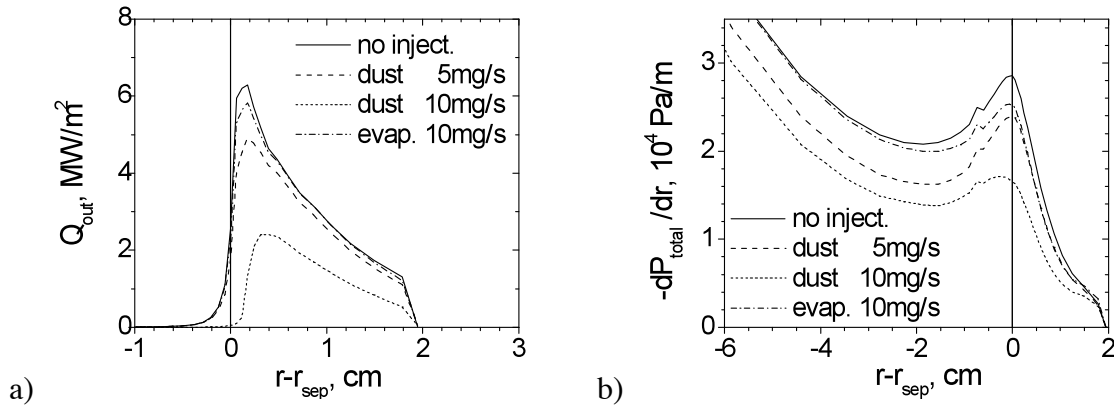 8
6
4
2
0
Q_out, MW/m²
no inject.
dust 5mg/s
dust 10mg/s
evap. 10mg/s
-1 0 1 2 3
r-r_sep, cm
a)
3
2
1
0
-dP_total /dr, 10⁴ Pa/m
no inject.
dust 5mg/s
dust 10mg/s
evap. 10mg/s
-6 -4 -2 0 2
r-r_sep, cm
b)